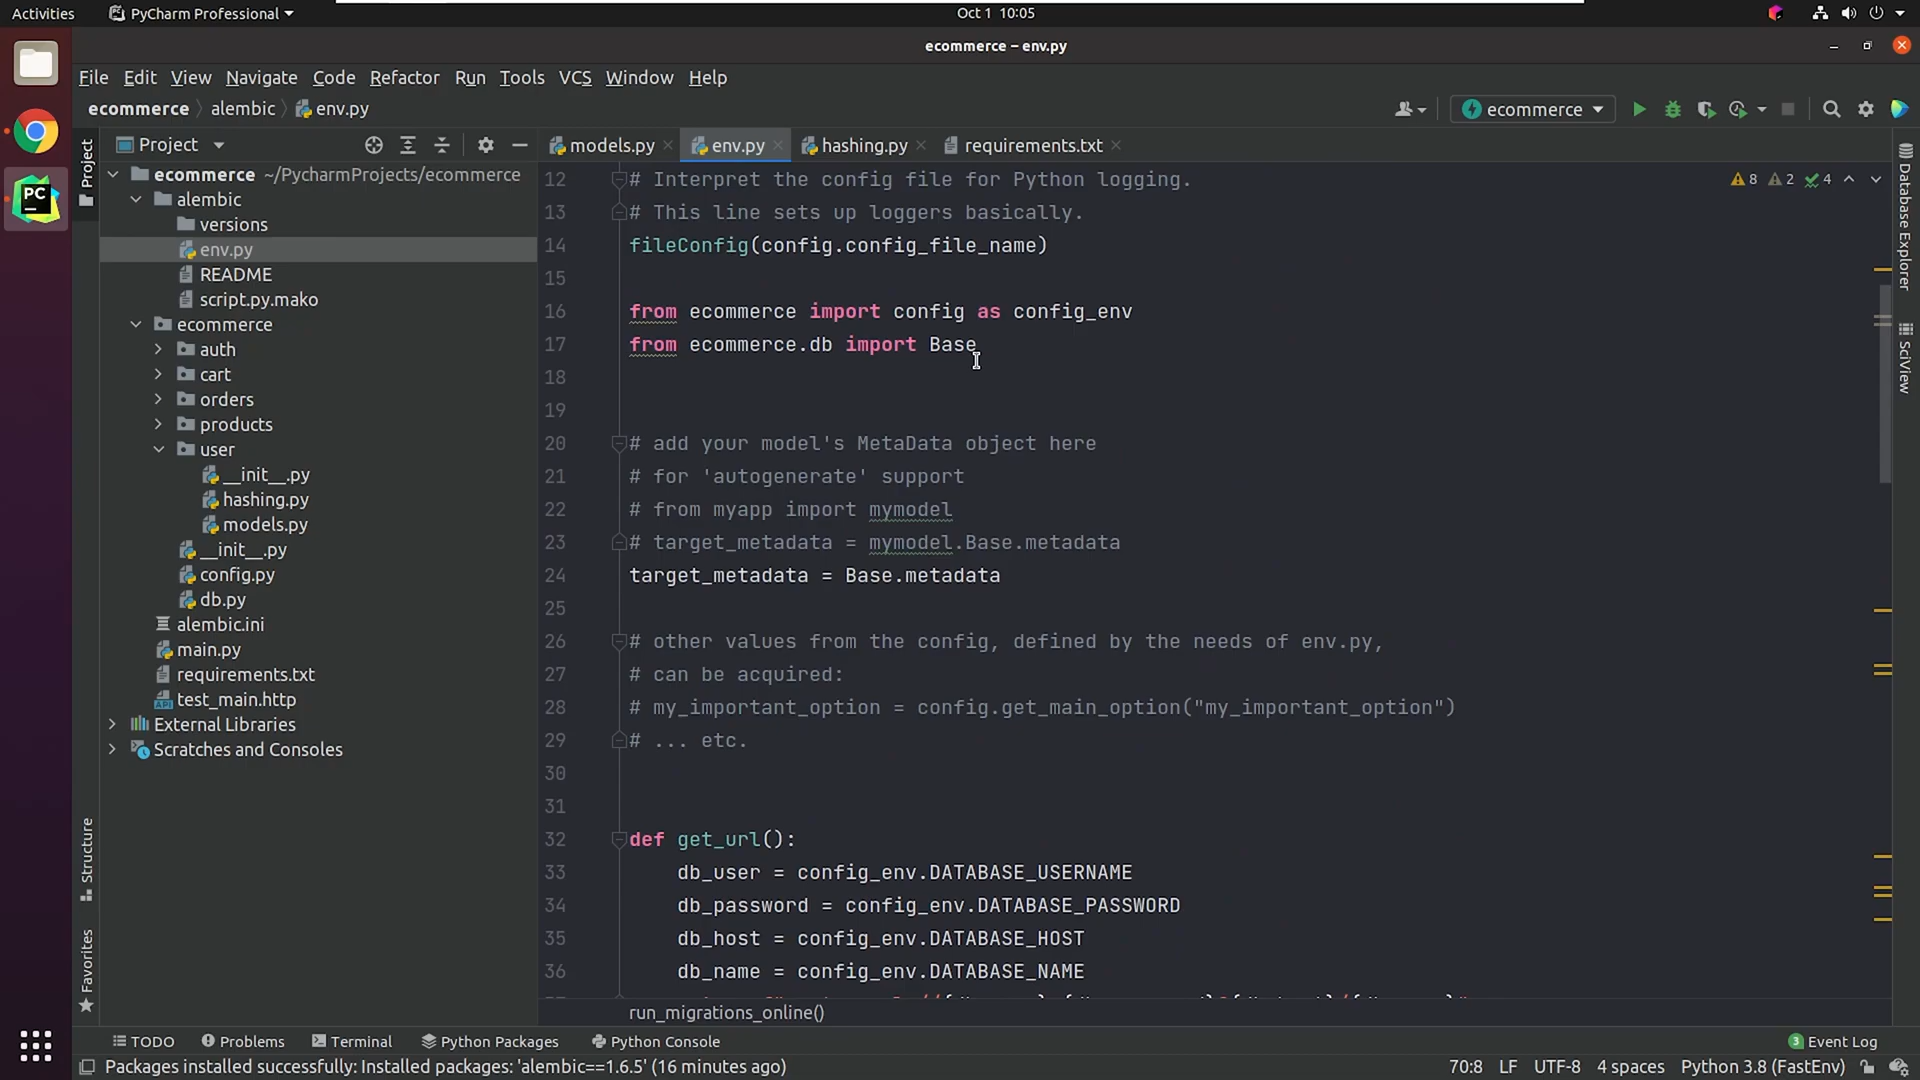 Activities
PyCharm Professional
Oct 1 10:05
ecommerce – env.py
File Edit View Navigate Code Refactor Run Tools VCS Window Help
ecommerce alembic env.py
ecommerce
Project
Project
models.py
env.py
hashing.py
requirements.txt
ecommerce ~/PycharmProjects/ecommerce
alembic
versions
env.py
README
script.py.mako
ecommerce
auth
cart
orders
products
user
__init__.py
hashing.py
models.py
__init__.py
config.py
db.py
alembic.ini
main.py
requirements.txt
test_main.http
External Libraries
Scratches and Consoles
Structure
Favorites
8 2 4
12 # Interpret the config file for Python logging.
13 # This line sets up loggers basically.
14 fileConfig(config.config_file_name)
15
16 from ecommerce import config as config_env
17 from ecommerce.db import Base
18
19
20 # add your model's MetaData object here
21 # for 'autogenerate' support
22 # from myapp import mymodel
23 # target_metadata = mymodel.Base.metadata
24 target_metadata = Base.metadata
25
26 # other values from the config, defined by the needs of env.py,
27 # can be acquired:
28 # my_important_option = config.get_main_option("my_important_option")
29 # ... etc.
30
31
32 def get_url():
33 db_user = config_env.DATABASE_USERNAME
34 db_password = config_env.DATABASE_PASSWORD
35 db_host = config_env.DATABASE_HOST
36 db_name = config_env.DATABASE_NAME
run_migrations_online()
Database Explorer
SciView
TODO Problems Terminal Python Packages Python Console
3 Event Log
Packages installed successfully: Installed packages: 'alembic==1.6.5' (16 minutes ago)
70:8 LF UTF-8 4 spaces Python 3.8 (FastEnv)